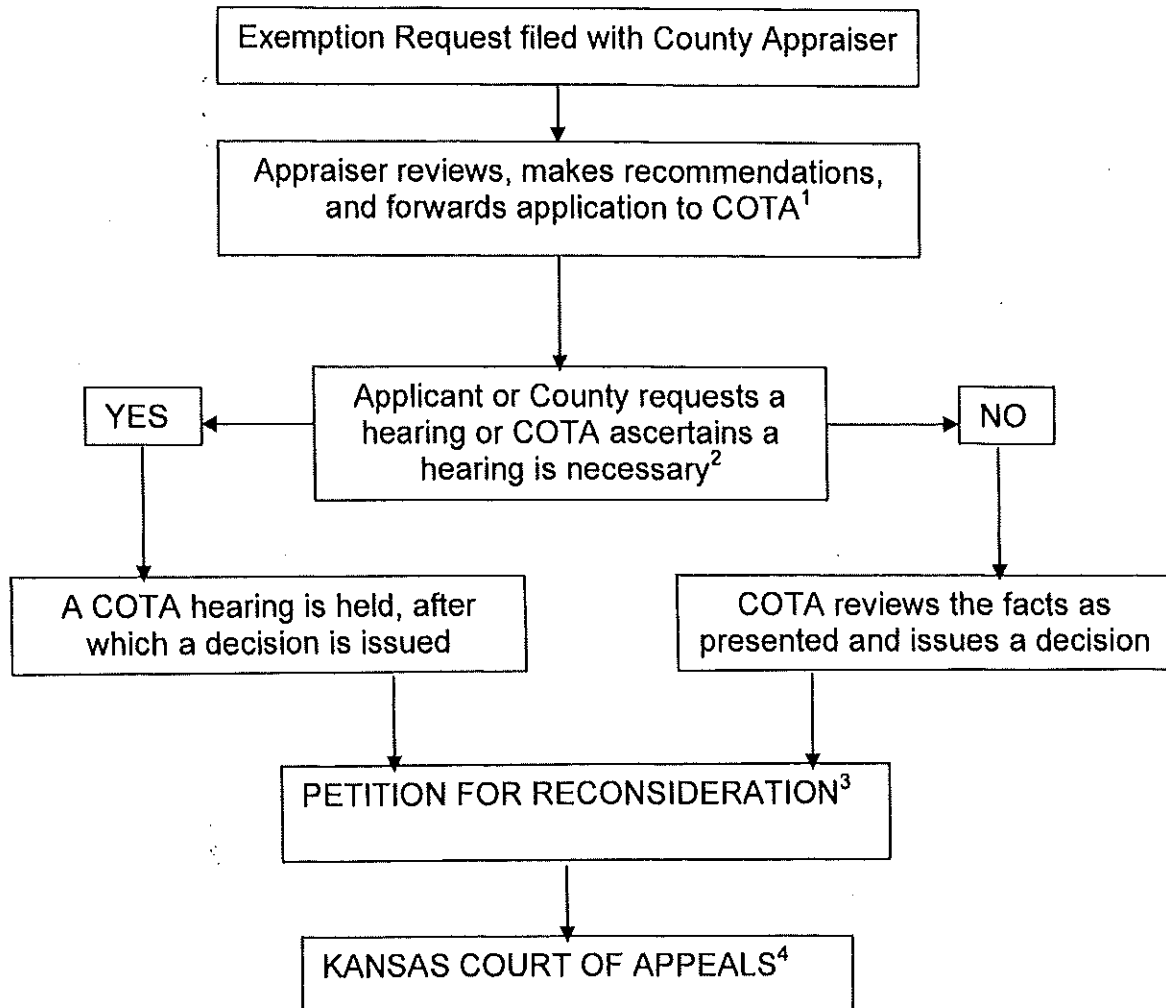 Exemption Request filed with County Appraiser
Appraiser reviews, makes recommendations,
and forwards application to COTA¹
YES
Applicant or County requests a
hearing or COTA ascertains a
hearing is necessary²
NO
A COTA hearing is held, after
which a decision is issued
COTA reviews the facts as
presented and issues a decision
PETITION FOR RECONSIDERATION³
KANSAS COURT OF APPEALS⁴